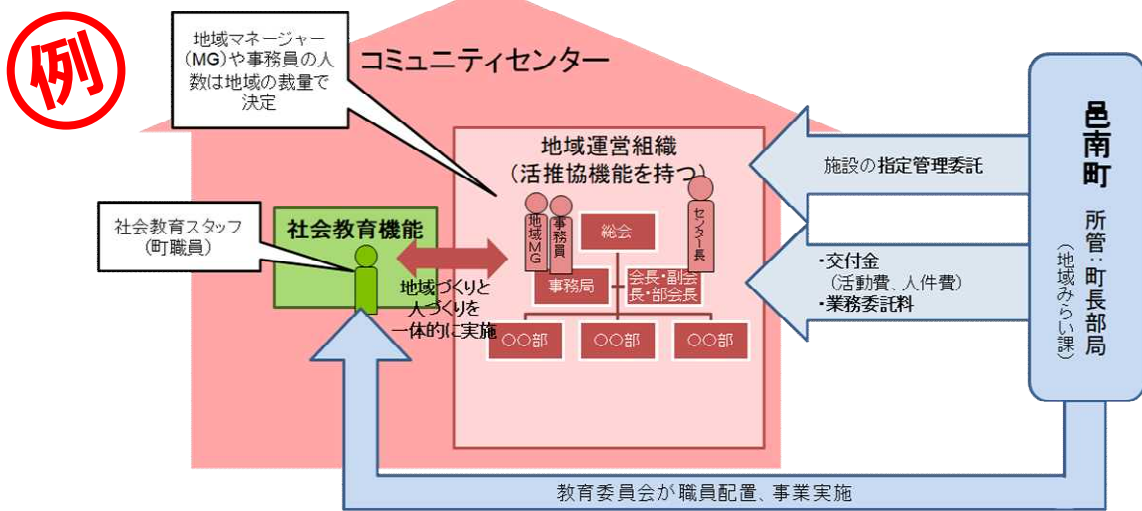 例
地域マネージャー
(MG)や事務員の人
数は地域の裁量で
決定
コミュニティセンター
地域運営組織
(活推協機能を持つ)
社会教育スタッフ
(町職員)
社会教育機能
地域づくりと
人づくりを
一体的に実施
地域MG
事務員
センター長
総会
事務局
会長・副会
長・部会長
〇〇部
〇〇部
〇〇部
施設の指定管理委託
・交付金
(活動費、人件費)
・業務委託料
邑南町 所管:町長部局
(地域みらい課)
教育委員会が職員配置、事業実施